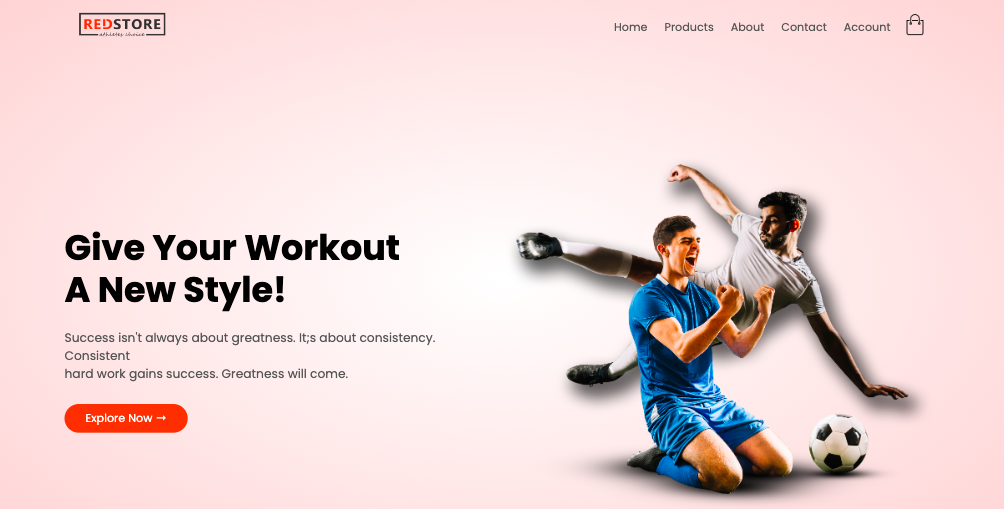 REDSTORE
athletes choice
Home Products About Contact Account
Give Your Workout
A New Style!
Success isn't always about greatness. It;s about consistency.
Consistent
hard work gains success. Greatness will come.
Explore Now →